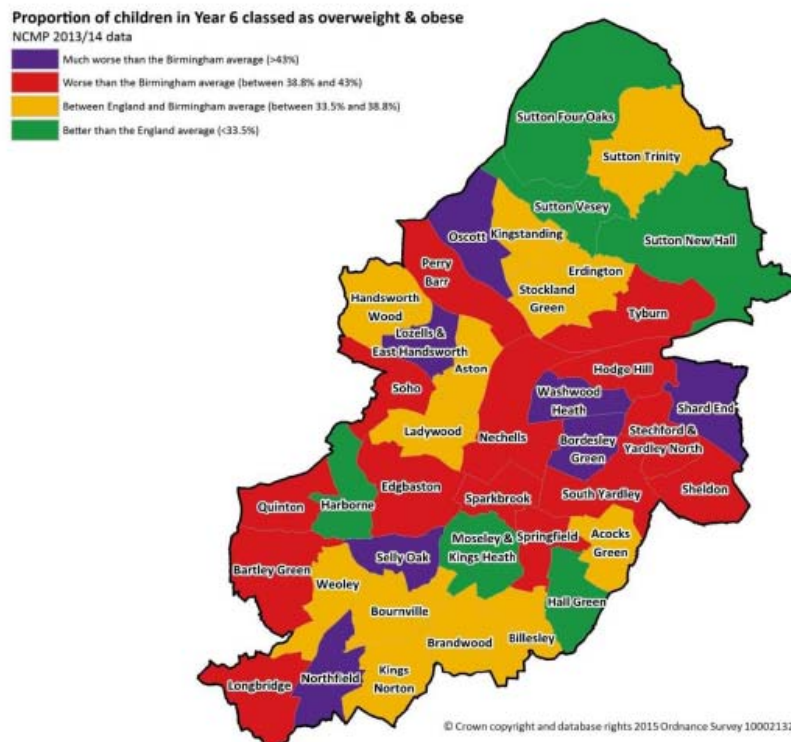 Proportion of children in Year 6 classed as overweight & obese
NCMP 2013/14 data
Much worse than the Birmingham average (>43%)
Worse than the Birmingham average (between 38.8% and 43%)
Between England and Birmingham average (between 33.5% and 38.8%)
Better than the England average (<33.5%)
Sutton Four Oaks
Sutton Trinity
Sutton Vesey
Oscott
Kingstanding
Sutton New Hall
Perry
Barr
Erdington
Stockland
Green
Handsworth
Wood
Tyburn
Lozells &
East Handsworth
Aston
Hodge Hill
Soho
Washwood
Heath
Shard End
Ladywood
Nechells
Bordesley
Green
Stechford &
Yardley North
Edgbaston
Sheldon
Quinton
Harborne
Sparkbrook
South Yardley
Moseley &
Kings Heath
Springfield
Acocks
Green
Selly Oak
Bartley Green
Weoley
Hall Green
Bournville
Brandwood
Billesley
Longbridge
Northfield
Kings
Norton
© Crown copyright and database rights 2015 Ordnance Survey 10002132